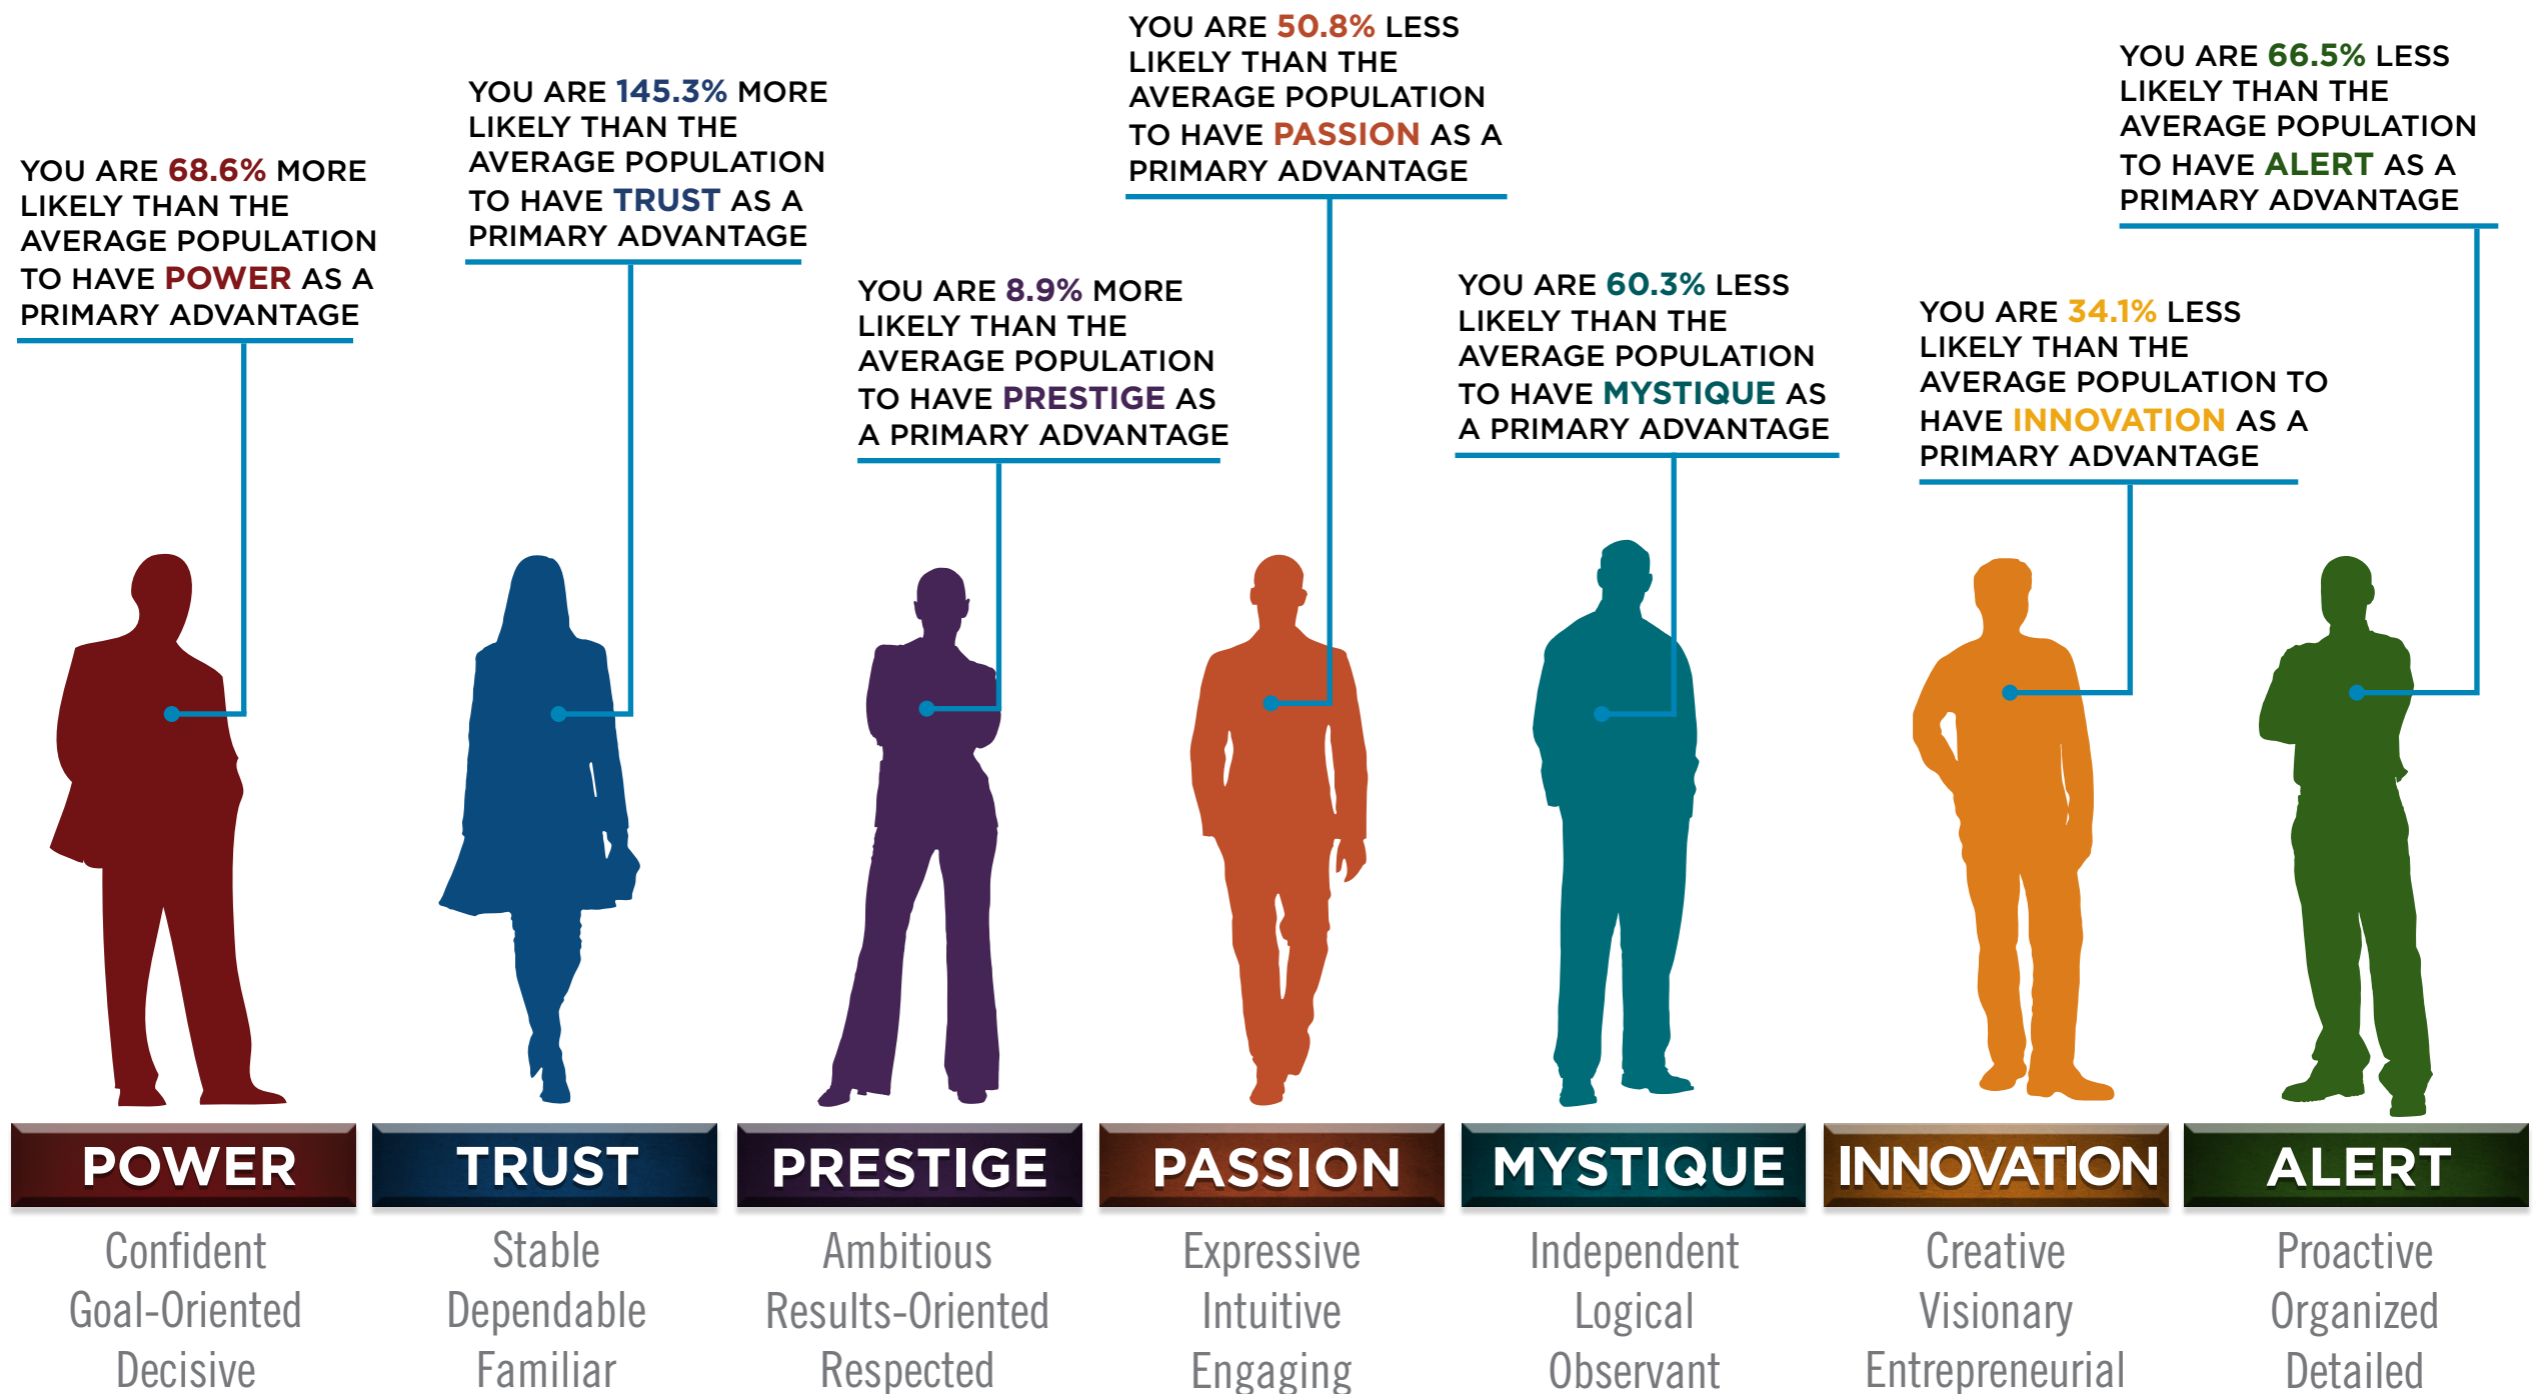 YOU ARE 68.6% MORE
LIKELY THAN THE
AVERAGE POPULATION
TO HAVE POWER AS A
PRIMARY ADVANTAGE
YOU ARE 145.3% MORE
LIKELY THAN THE
AVERAGE POPULATION
TO HAVE TRUST AS A
PRIMARY ADVANTAGE
YOU ARE 8.9% MORE
LIKELY THAN THE
AVERAGE POPULATION
TO HAVE PRESTIGE AS
A PRIMARY ADVANTAGE
YOU ARE 50.8% LESS
LIKELY THAN THE
AVERAGE POPULATION
TO HAVE PASSION AS A
PRIMARY ADVANTAGE
YOU ARE 60.3% LESS
LIKELY THAN THE
AVERAGE POPULATION
TO HAVE MYSTIQUE AS
A PRIMARY ADVANTAGE
YOU ARE 34.1% LESS
LIKELY THAN THE
AVERAGE POPULATION TO
HAVE INNOVATION AS A
PRIMARY ADVANTAGE
YOU ARE 66.5% LESS
LIKELY THAN THE
AVERAGE POPULATION
TO HAVE ALERT AS A
PRIMARY ADVANTAGE
POWER
Confident
Goal-Oriented
Decisive
TRUST
Stable
Dependable
Familiar
PRESTIGE
Ambitious
Results-Oriented
Respected
PASSION
Expressive
Intuitive
Engaging
MYSTIQUE
Independent
Logical
Observant
INNOVATION
Creative
Visionary
Entrepreneurial
ALERT
Proactive
Organized
Detailed